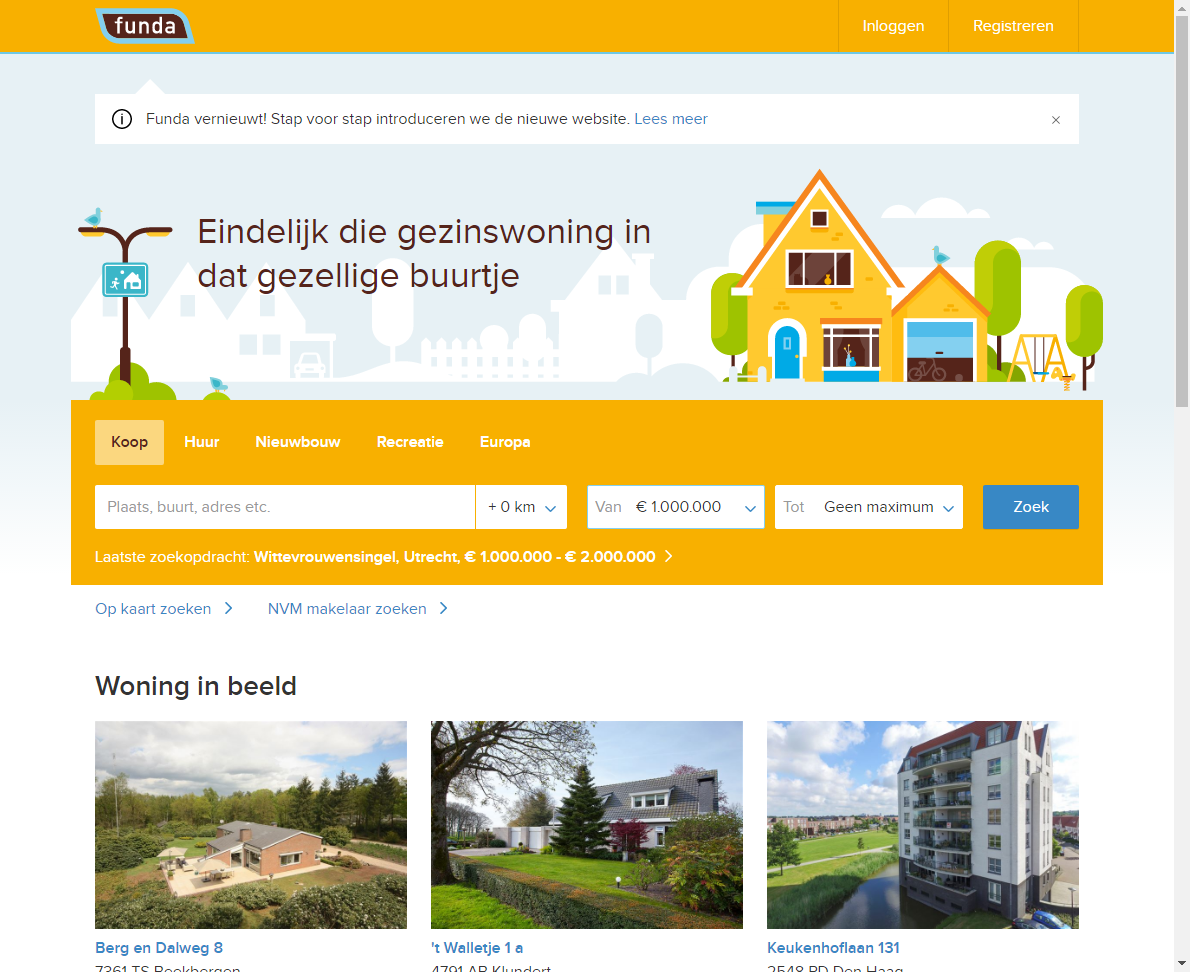 funda
Inloggen
Registreren
Funda vernieuwt! Stap voor stap introduceren we de nieuwe website. Lees meer
Eindelijk die gezinswoning in
dat gezellige buurtje
Koop
Huur
Nieuwbouw
Recreatie
Europa
Plaats, buurt, adres etc.
+ 0 km
Van € 1.000.000
Tot Geen maximum
Zoek
Laatste zoekopdracht: Wittevrouwensingel, Utrecht, € 1.000.000 - € 2.000.000
Op kaart zoeken
NVM makelaar zoeken
Woning in beeld
Berg en Dalweg 8
't Walletje 1 a
Keukenhoflaan 131
7361 TS Beekbergen
4791 AB Klundert
2548 Den Haag